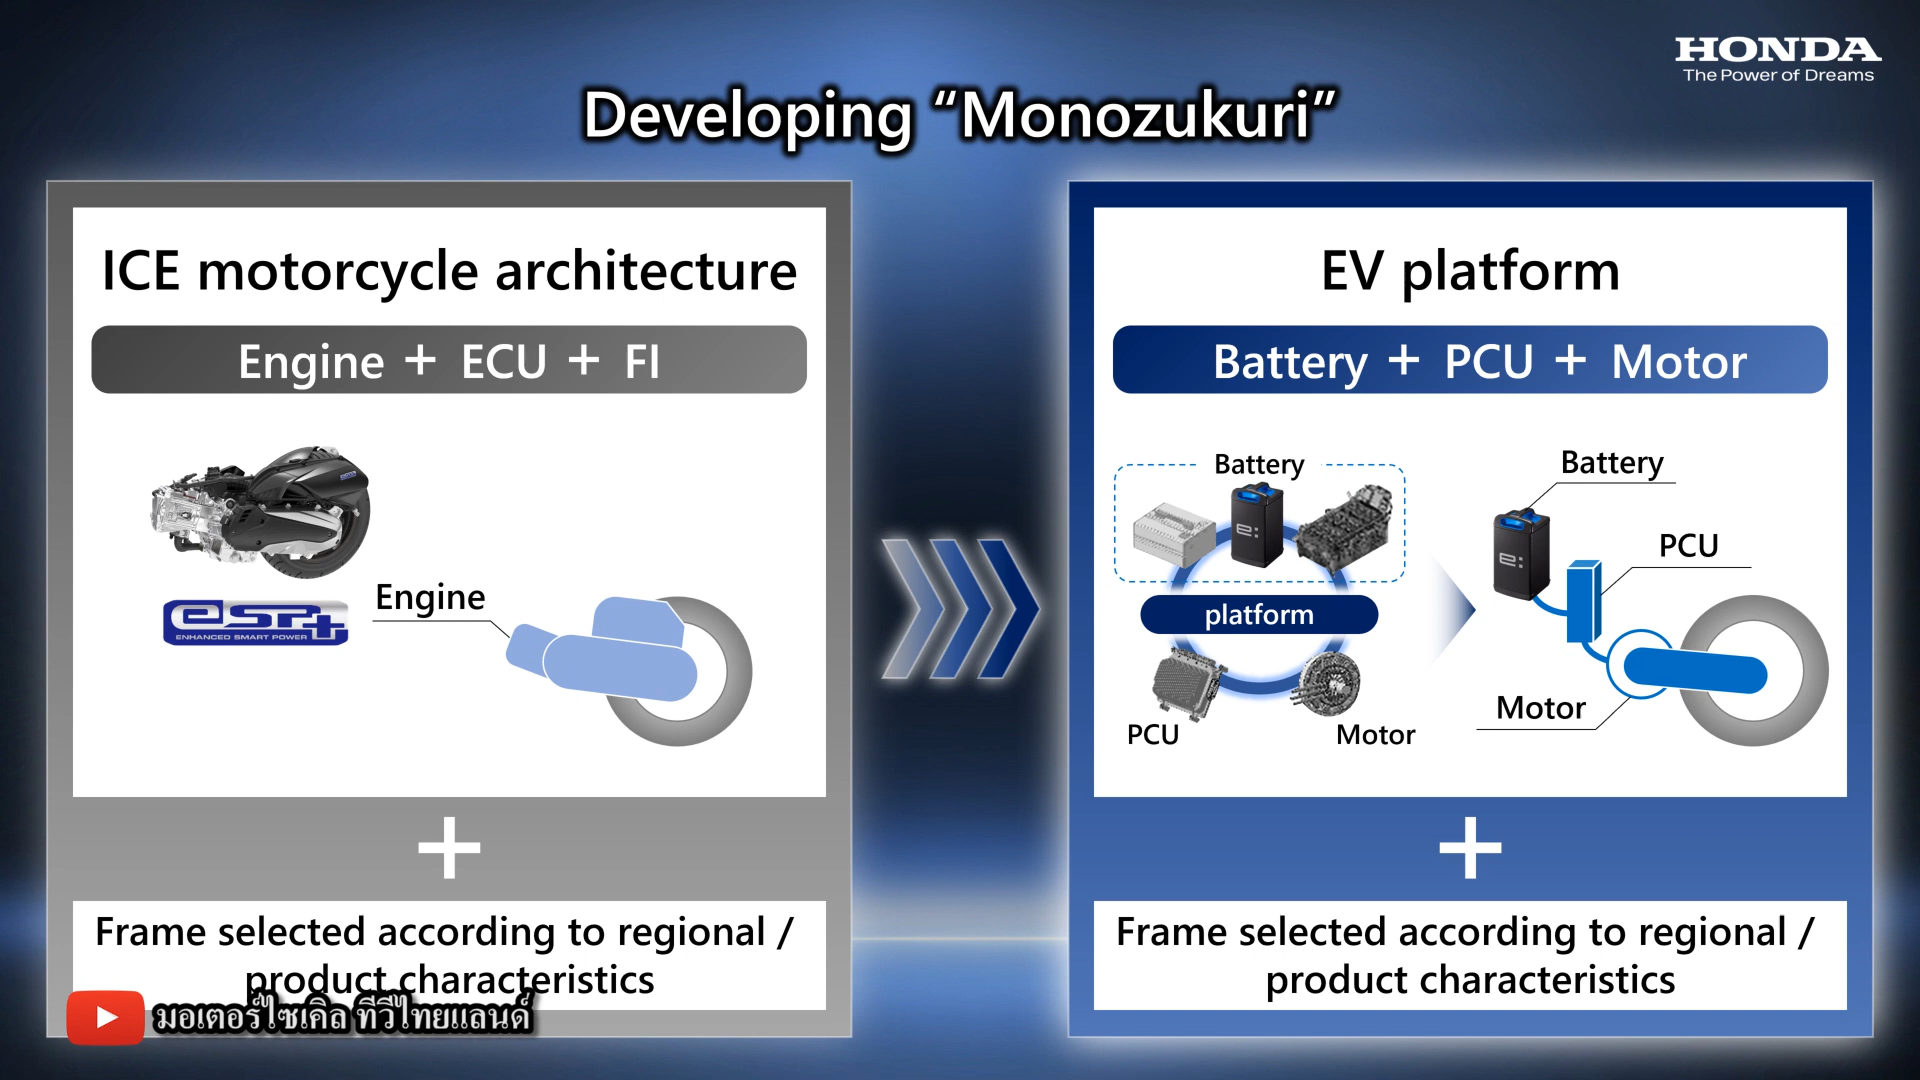 HONDA
The Power of Dreams
Developing “Monozukuri”
ICE motorcycle architecture
Engine + ECU + FI
eSP+
ENHANCED SMART POWER
Engine
+
Frame selected according to regional /
product characteristics
EV platform
Battery + PCU + Motor
Battery
e:
platform
PCU
Motor
Battery
e:
PCU
Motor
+
Frame selected according to regional /
product characteristics
มอเตอร์ไซเคิล ทีวีไทยแลนด์